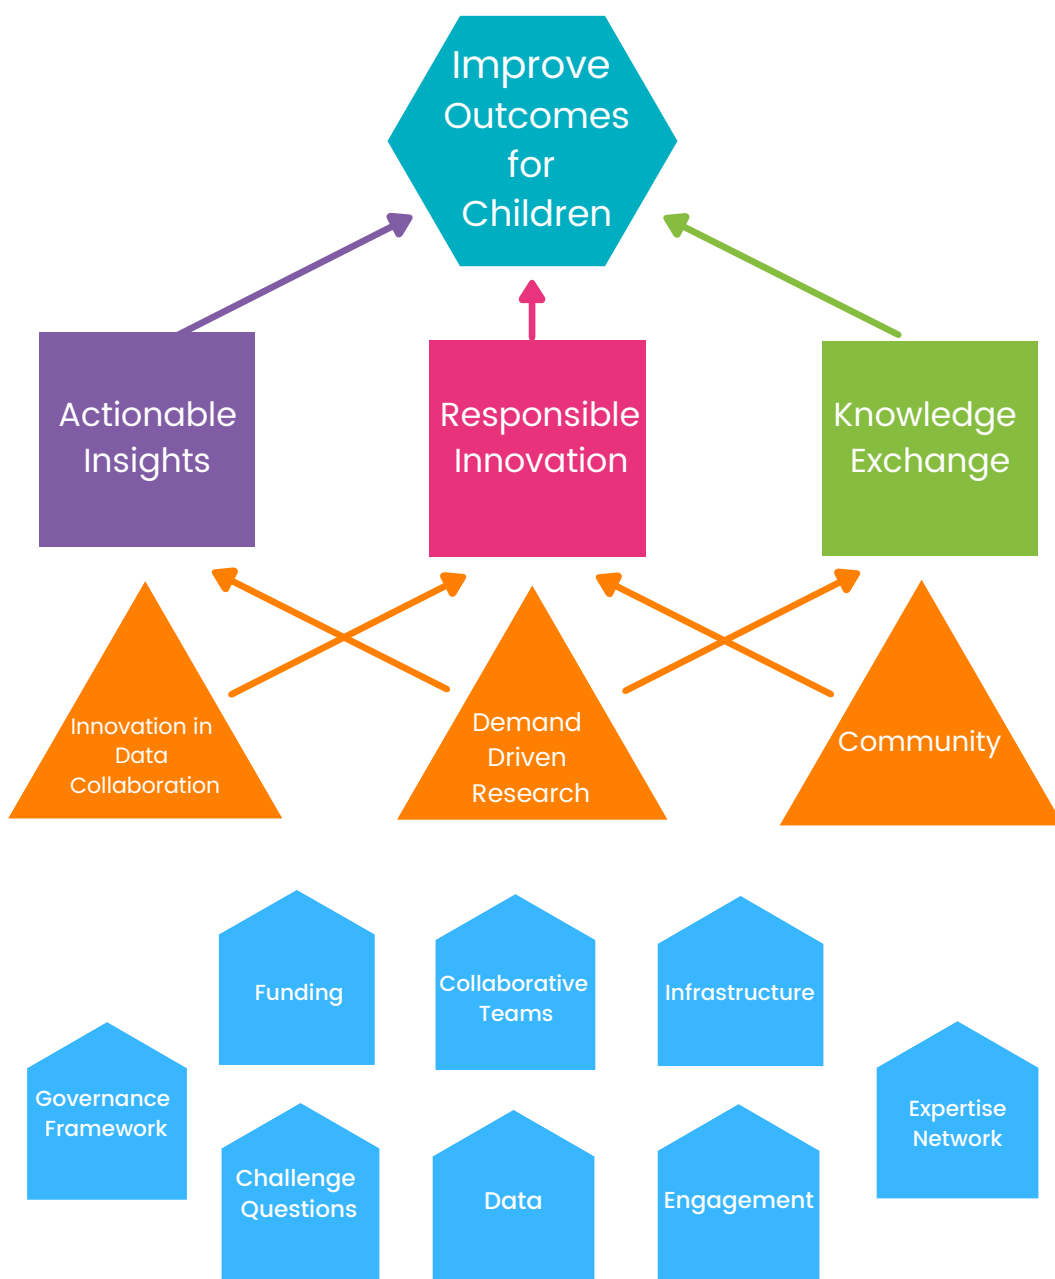 Improve
Outcomes
for
Children
Actionable
Insights
Responsible
Innovation
Knowledge
Exchange
Innovation in
Data
Collaboration
Demand
Driven
Research
Community
Funding
Collaborative
Teams
Infrastructure
Governance
Framework
Expertise
Network
Challenge
Questions
Data
Engagement